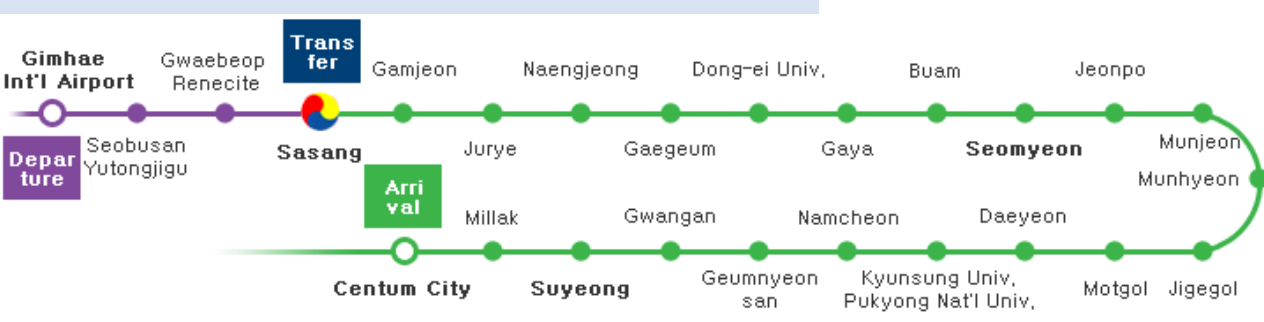 Gimhae
Int'l Airport
Depar
ture
Seobusan
Yutongjigu
Gwaebeop
Renecite
Trans
fer
Sasang
Gamjeon
Jurye
Naengjeong
Gaegeum
Dong-ei Univ.
Gaya
Buam
Seomyeon
Jeonpo
Munjeon
Munhyeon
Jigegol
Motgol
Daeyeon
Kyunsung Univ.
Pukyong Nat'l Univ.
Namcheon
Geumnyeon
san
Gwangan
Suyeong
Millak
Arri
val
Centum City